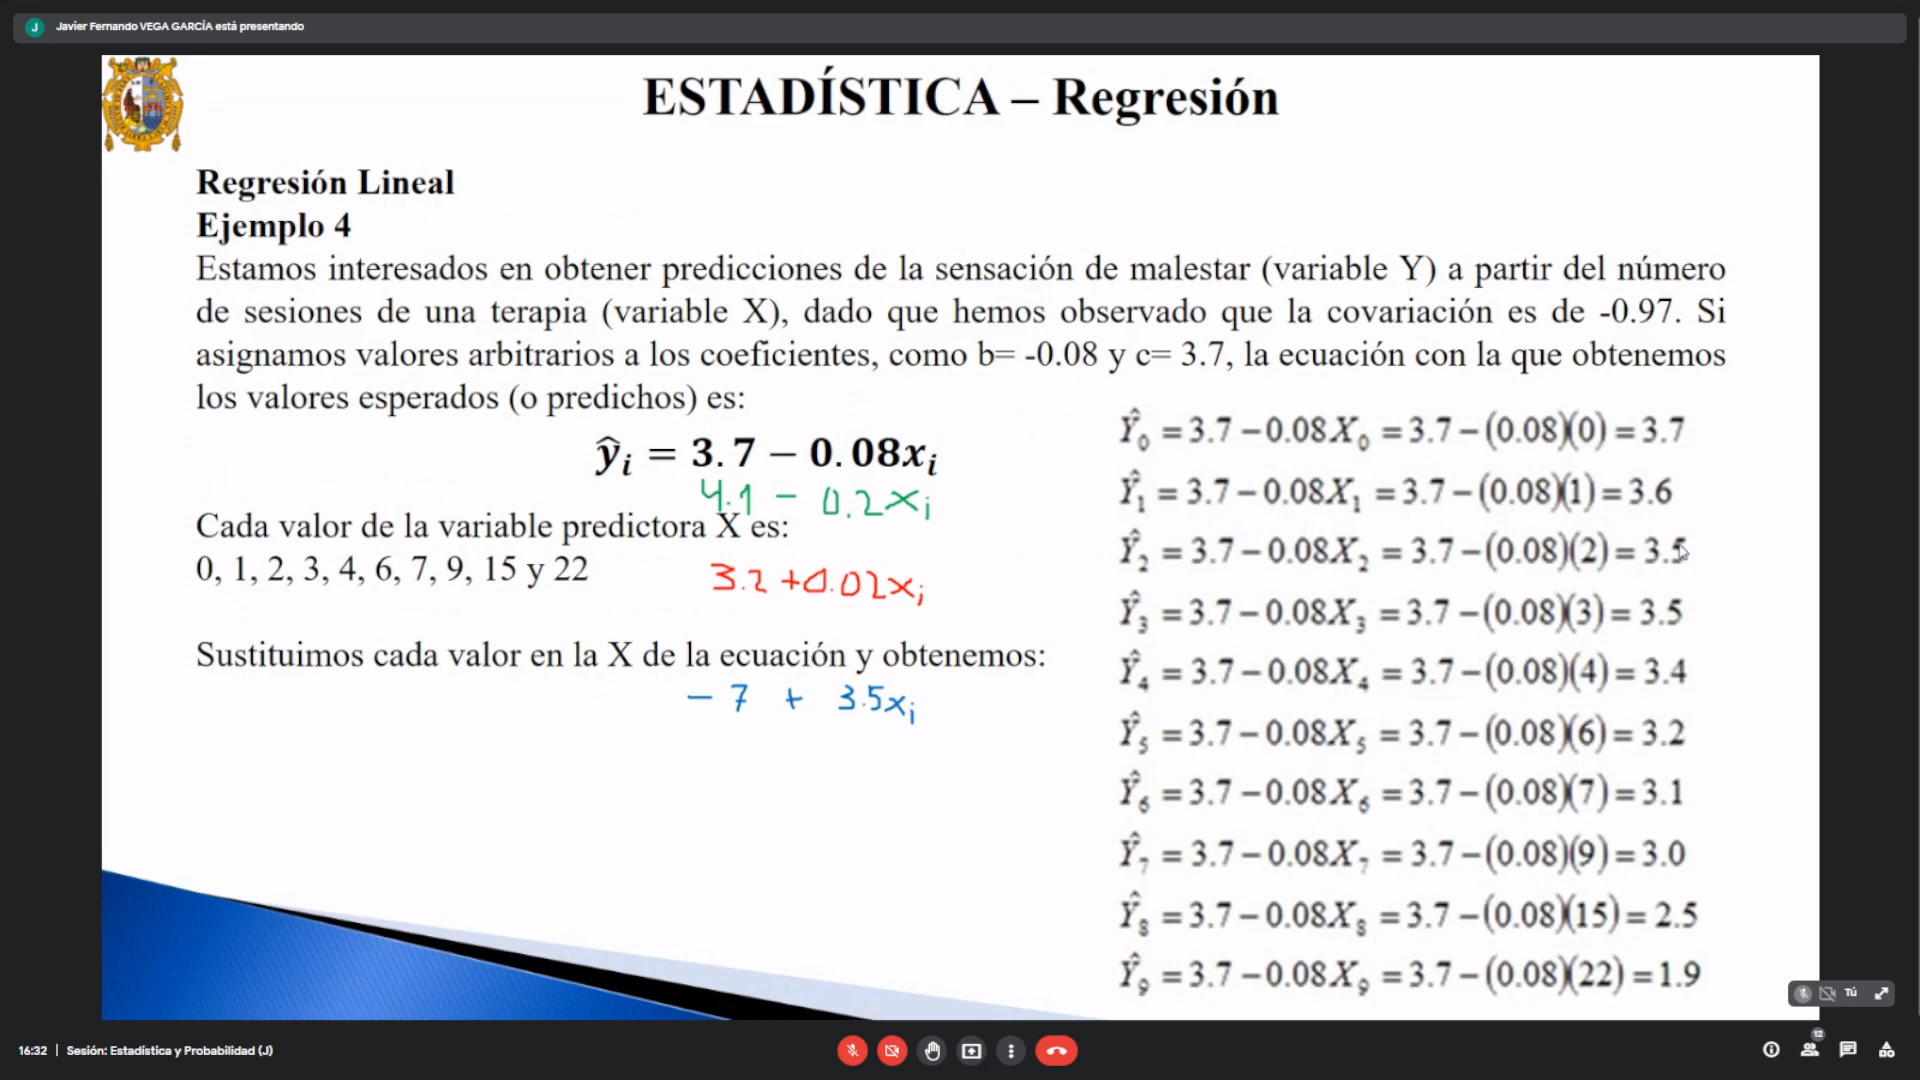 J Javier Fernando VEGA GARCÍA está presentando
ESTADÍSTICA – Regresión
Regresión Lineal
Ejemplo 4
Estamos interesados en obtener predicciones de la sensación de malestar (variable Y) a partir del número
de sesiones de una terapia (variable X), dado que hemos observado que la covariación es de -0.97. Si
asignamos valores arbitrarios a los coeficientes, como b= -0.08 y c= 3.7, la ecuación con la que obtenemos
los valores esperados (o predichos) es:
ŷᵢ = 3.7 − 0.08xᵢ
4.1 − 0.2xᵢ
Cada valor de la variable predictora X es:
0, 1, 2, 3, 4, 6, 7, 9, 15 y 22
3.2 + 0.02xᵢ
Sustituimos cada valor en la X de la ecuación y obtenemos:
− 7 + 3.5xᵢ
Ŷ₀ = 3.7 − 0.08X₀ = 3.7 − (0.08)(0) = 3.7
Ŷ₁ = 3.7 − 0.08X₁ = 3.7 − (0.08)(1) = 3.6
Ŷ₂ = 3.7 − 0.08X₂ = 3.7 − (0.08)(2) = 3.5
Ŷ₃ = 3.7 − 0.08X₃ = 3.7 − (0.08)(3) = 3.5
Ŷ₄ = 3.7 − 0.08X₄ = 3.7 − (0.08)(4) = 3.4
Ŷ₅ = 3.7 − 0.08X₅ = 3.7 − (0.08)(6) = 3.2
Ŷ₆ = 3.7 − 0.08X₆ = 3.7 − (0.08)(7) = 3.1
Ŷ₇ = 3.7 − 0.08X₇ = 3.7 − (0.08)(9) = 3.0
Ŷ₈ = 3.7 − 0.08X₈ = 3.7 − (0.08)(15) = 2.5
Ŷ₉ = 3.7 − 0.08X₉ = 3.7 − (0.08)(22) = 1.9
Tú
16:32 | Sesión: Estadística y Probabilidad (J)
12